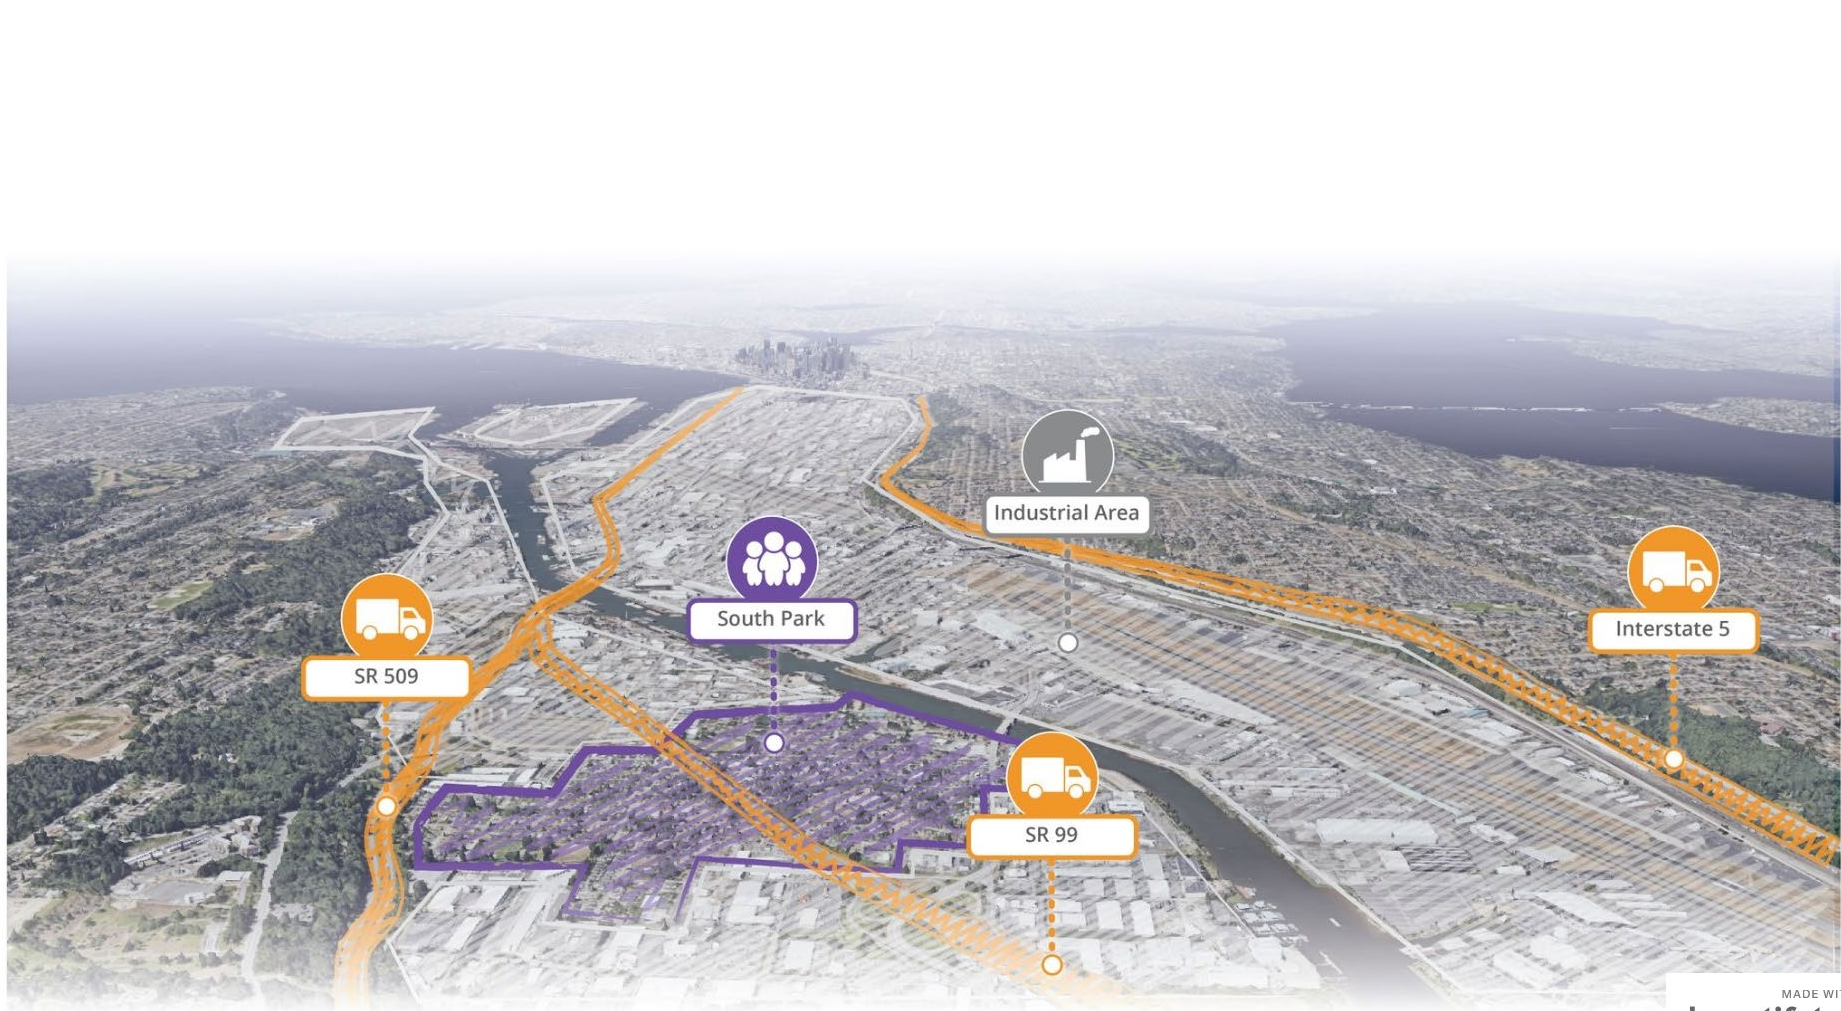 Industrial Area
South Park
Interstate 5
SR 509
SR 99
MADE WI